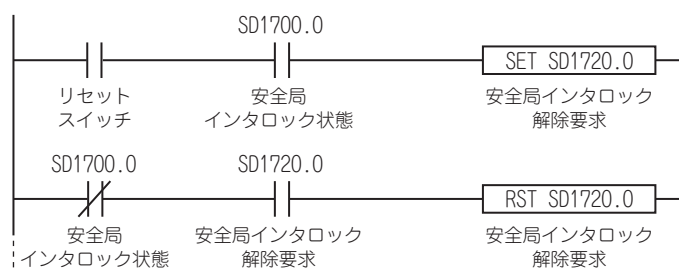 SD1700.0
SET SD1720.0
リセット
スイッチ
安全局
インタロック状態
安全局インタロック
解除要求
SD1700.0
SD1720.0
RST SD1720.0
安全局
インタロック状態
安全局インタロック
解除要求
安全局インタロック
解除要求